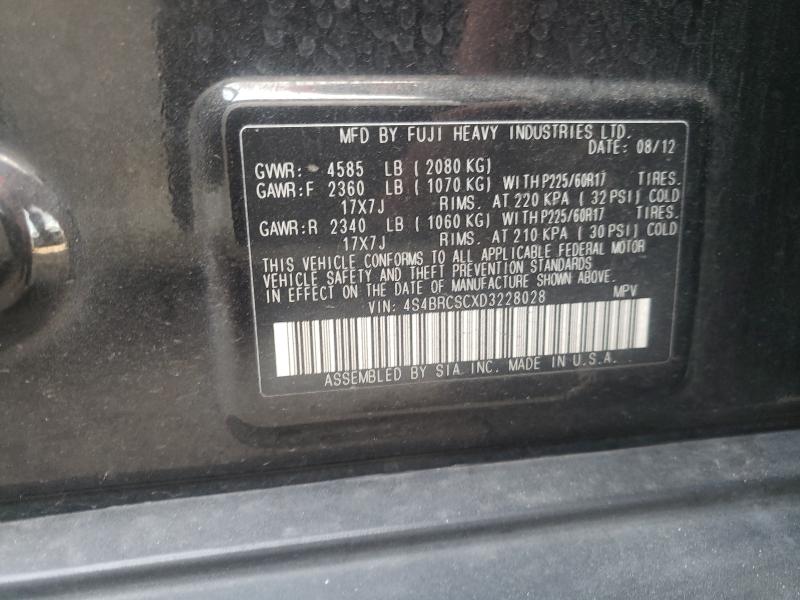 MFD BY FUJI HEAVY INDUSTRIES LTD.
DATE: 08/12
GVWR: 4585 LB ( 2080 KG)
GAWR:F 2360 LB ( 1070 KG) WITH P225/60R17 TIRES.
17X7J RIMS. AT 220 KPA ( 32 PSI) COLD
GAWR:R 2340 LB ( 1060 KG) WITH P225/60R17 TIRES.
17X7J RIMS. AT 210 KPA ( 30 PSI) COLD
THIS VEHICLE CONFORMS TO ALL APPLICABLE FEDERAL MOTOR
VEHICLE SAFETY AND THEFT PREVENTION STANDARDS
IN EFFECT ON THE DATE OF MANUFACTURE SHOWN ABOVE.
VIN: 4S4BRCSCXD3228028 MPV
ASSEMBLED BY SIA, INC. MADE IN U.S.A.